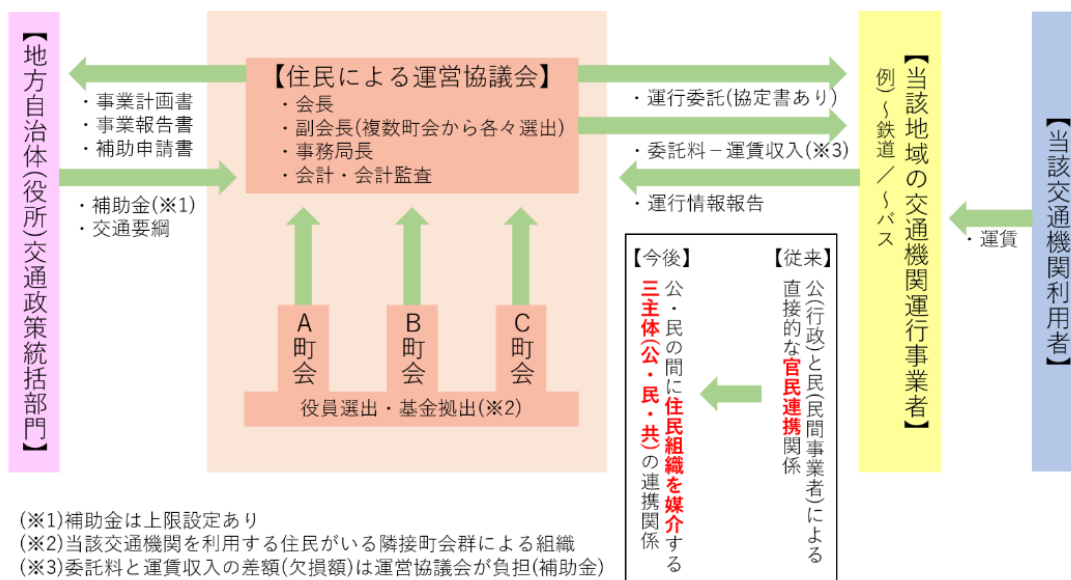 【地方自治体(役所)交通政策統括部門】
・事業計画書
・事業報告書
・補助申請書
・補助金(※1)
・交通要綱
【住民による運営協議会】
・会長
・副会長(複数町会から各々選出)
・事務局長
・会計・会計監査
A町会
B町会
C町会
役員選出・基金拠出(※2)
・運行委託(協定書あり)
・委託料－運賃収入(※3)
・運行情報報告
【当該地域の交通機関運行事業者】
例)～鉄道／～バス
・運賃
【当該交通機関利用者】
【従来】
公(行政)と民(民間事業者)による
直接的な官民連携関係
【今後】
公・民の間に住民組織を媒介する
三主体(公・民・共)の連携関係
(※1)補助金は上限設定あり
(※2)当該交通機関を利用する住民がいる隣接町会群による組織
(※3)委託料と運賃収入の差額(欠損額)は運営協議会が負担(補助金)